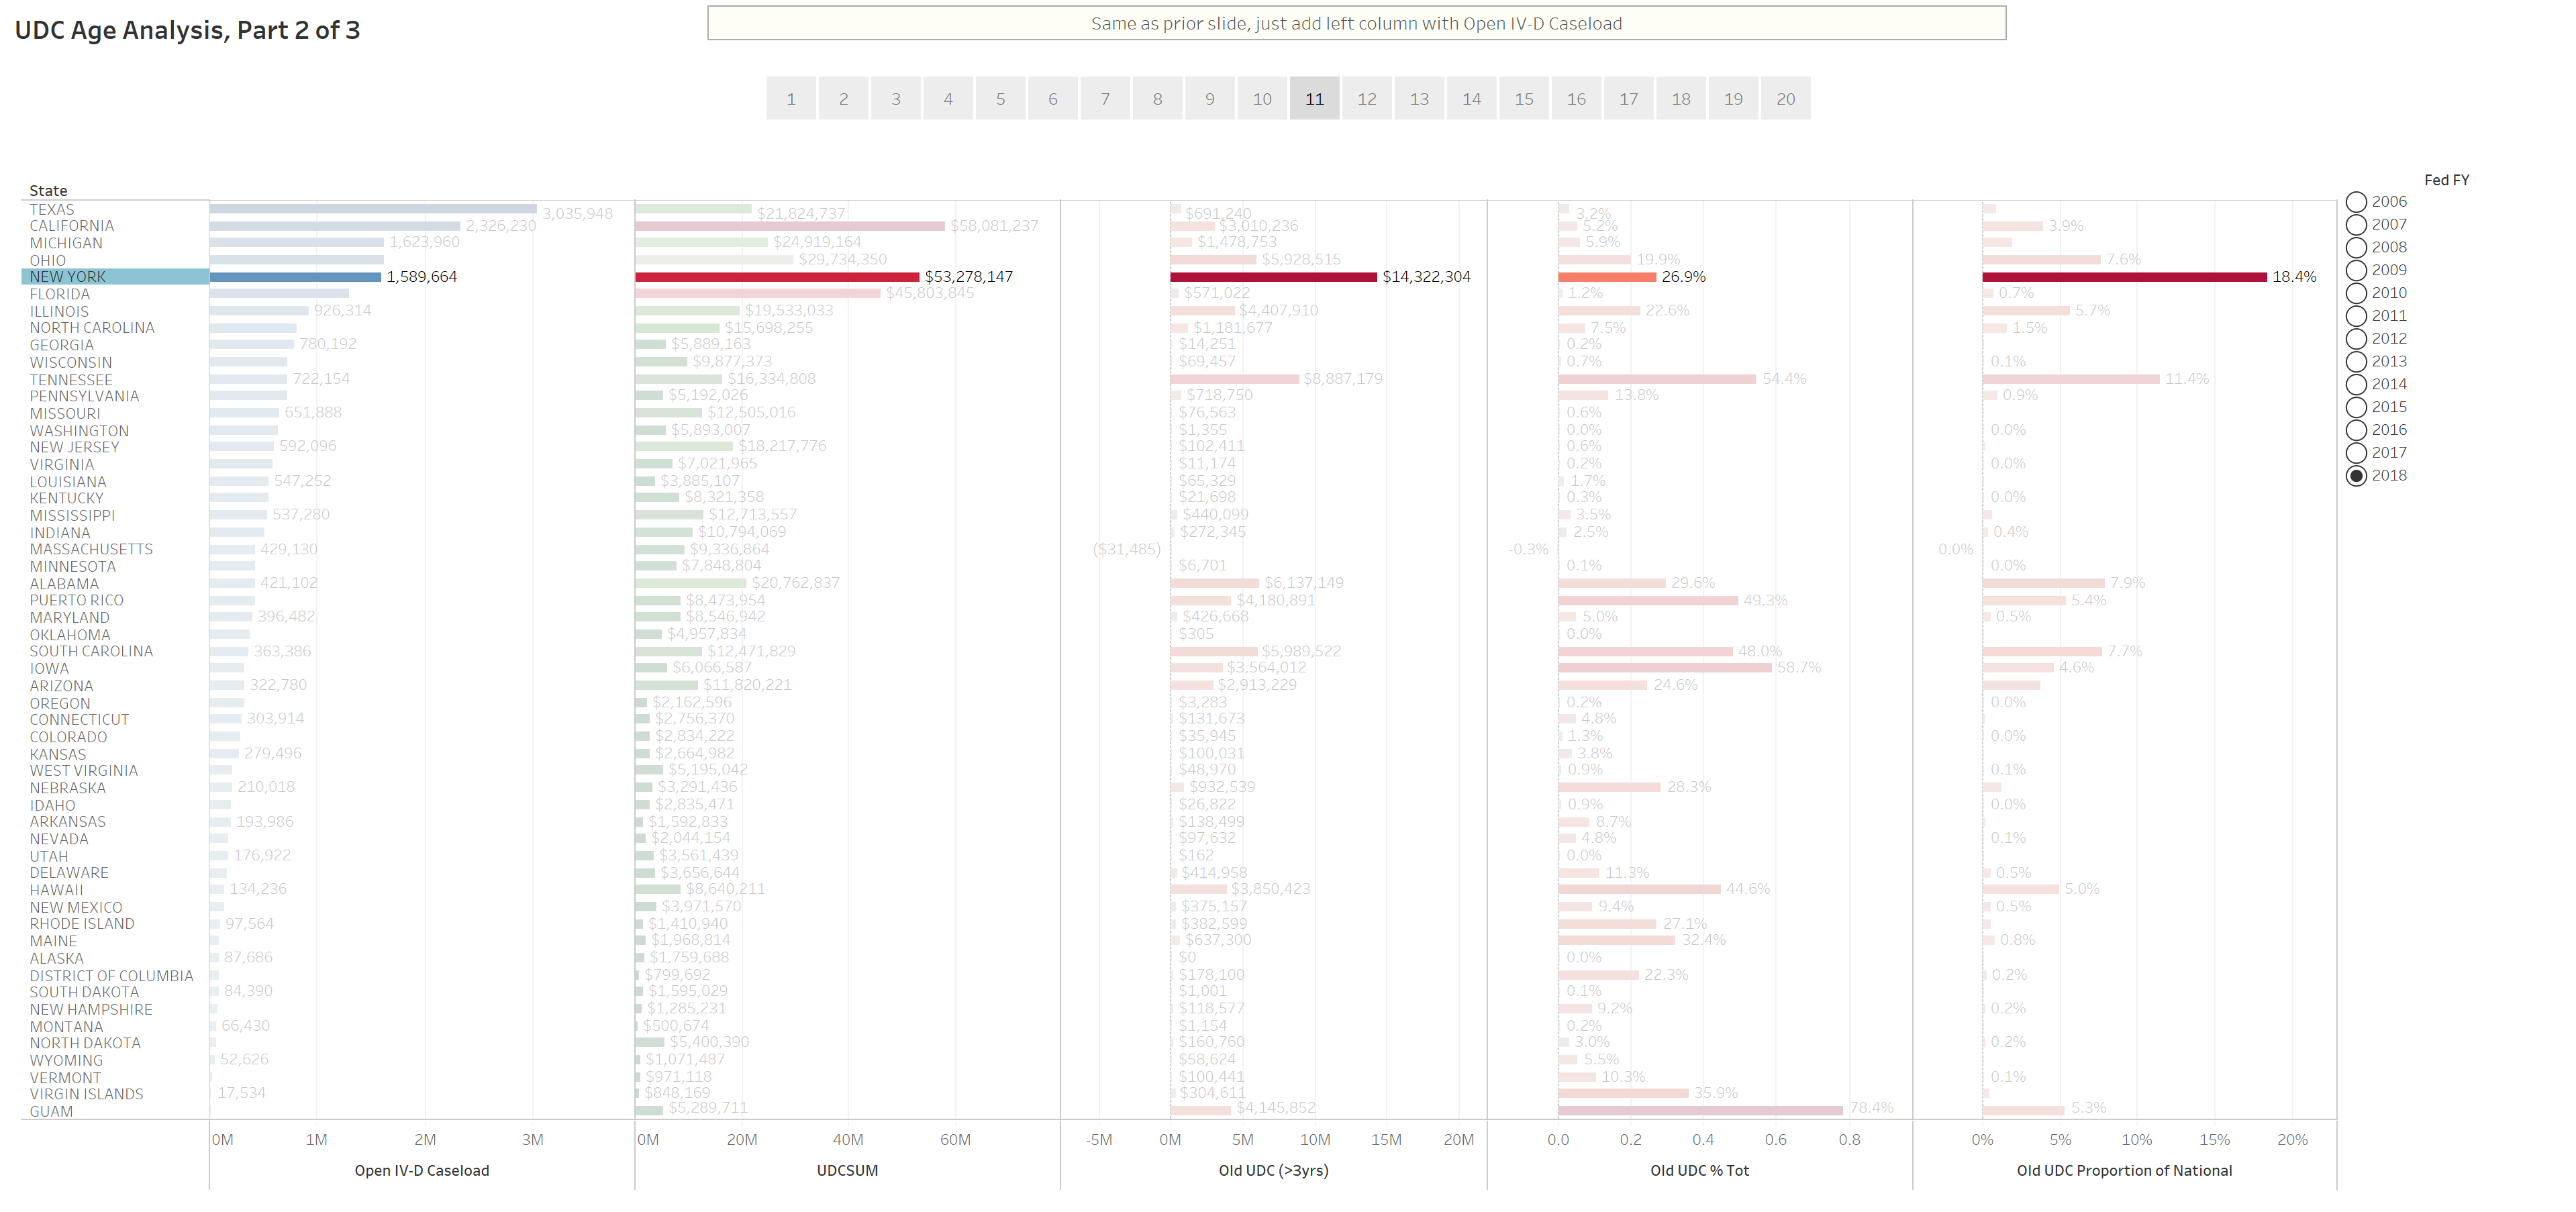 UDC Age Analysis, Part 2 of 3
Same as prior slide, just add left column with Open IV-D Caseload
1 2 3 4 5 6 7 8 9 10 11 12 13 14 15 16 17 18 19 20
Fed FY
State
TEXAS 3,035,948 $21,824,737 $691,240 3.2%
CALIFORNIA 2,326,230 $58,081,237 $3,010,236 5.2% 3.9%
MICHIGAN 1,623,960 $24,919,164 $1,478,753 5.9%
OHIO $29,734,350 $5,928,515 19.9% 7.6%
NEW YORK 1,589,664 $53,278,147 $14,322,304 26.9% 18.4%
FLORIDA $45,803,845 $571,022 1.2% 0.7%
ILLINOIS 926,314 $19,533,033 $4,407,910 22.6% 5.7%
NORTH CAROLINA $15,698,255 $1,181,677 7.5% 1.5%
GEORGIA 780,192 $5,889,163 $14,251 0.2%
WISCONSIN $9,877,373 $69,457 0.7% 0.1%
TENNESSEE 722,154 $16,334,808 $8,887,179 54.4% 11.4%
PENNSYLVANIA $5,192,026 $718,750 13.8% 0.9%
MISSOURI 651,888 $12,505,016 $76,563 0.6%
WASHINGTON $5,893,007 $1,355 0.0% 0.0%
NEW JERSEY 592,096 $18,217,776 $102,411 0.6%
VIRGINIA $7,021,965 $11,174 0.2% 0.0%
LOUISIANA 547,252 $3,885,107 $65,329 1.7%
KENTUCKY $8,321,358 $21,698 0.3% 0.0%
MISSISSIPPI 537,280 $12,713,557 $440,099 3.5%
INDIANA $10,794,069 $272,345 2.5% 0.4%
MASSACHUSETTS 429,130 $9,336,864 ($31,485) -0.3% 0.0%
MINNESOTA $7,848,804 $6,701 0.1% 0.0%
ALABAMA 421,102 $20,762,837 $6,137,149 29.6% 7.9%
PUERTO RICO $8,473,954 $4,180,891 49.3% 5.4%
MARYLAND 396,482 $8,546,942 $426,668 5.0% 0.5%
OKLAHOMA $4,957,834 $305 0.0%
SOUTH CAROLINA 363,386 $12,471,829 $5,989,522 48.0% 7.7%
IOWA $6,066,587 $3,564,012 58.7% 4.6%
ARIZONA 322,780 $11,820,221 $2,913,229 24.6%
OREGON $2,162,596 $3,283 0.2% 0.0%
CONNECTICUT 303,914 $2,756,370 $131,673 4.8%
COLORADO $2,834,222 $35,945 1.3% 0.0%
KANSAS 279,496 $2,664,982 $100,031 3.8%
WEST VIRGINIA $5,195,042 $48,970 0.9% 0.1%
NEBRASKA 210,018 $3,291,436 $932,539 28.3%
IDAHO $2,835,471 $26,822 0.9% 0.0%
ARKANSAS 193,986 $1,592,833 $138,499 8.7%
NEVADA $2,044,154 $97,632 4.8% 0.1%
UTAH 176,922 $3,561,439 $162 0.0%
DELAWARE $3,656,644 $414,958 11.3% 0.5%
HAWAII 134,236 $8,640,211 $3,850,423 44.6% 5.0%
NEW MEXICO $3,971,570 $375,157 9.4% 0.5%
RHODE ISLAND 97,564 $1,410,940 $382,599 27.1%
MAINE $1,968,814 $637,300 32.4% 0.8%
ALASKA 87,686 $1,759,688 $0 0.0%
DISTRICT OF COLUMBIA $799,692 $178,100 22.3% 0.2%
SOUTH DAKOTA 84,390 $1,595,029 $1,001 0.1%
NEW HAMPSHIRE $1,285,231 $118,577 9.2% 0.2%
MONTANA 66,430 $500,674 $1,154 0.2%
NORTH DAKOTA $5,400,390 $160,760 3.0% 0.2%
WYOMING 52,626 $1,071,487 $58,624 5.5%
VERMONT $971,118 $100,441 10.3% 0.1%
VIRGIN ISLANDS 17,534 $848,169 $304,611 35.9%
GUAM $5,289,711 $4,145,852 78.4% 5.3%
0M 1M 2M 3M 0M 20M 40M 60M -5M 0M 5M 10M 15M 20M 0.0 0.2 0.4 0.6 0.8 0% 5% 10% 15% 20%
Open IV-D Caseload UDCSUM Old UDC (>3yrs) Old UDC % Tot Old UDC Proportion of National
2006
2007
2008
2009
2010
2011
2012
2013
2014
2015
2016
2017
2018